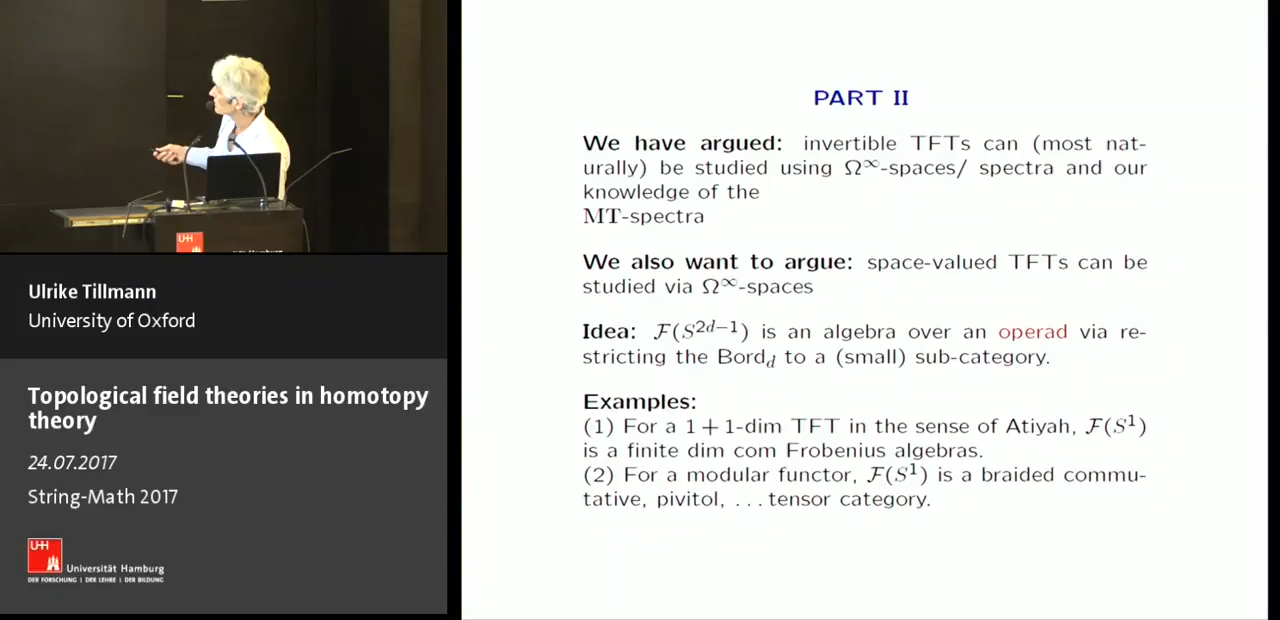 PART II
We have argued: invertible TFTs can (most nat-
urally) be studied using Ω∞-spaces/ spectra and our
knowledge of the
MT-spectra
We also want to argue: space-valued TFTs can be
studied via Ω∞-spaces
Idea: F(S^{2d−1}) is an algebra over an operad via re-
stricting the Bord_d to a (small) sub-category.
Examples:
(1) For a 1+1-dim TFT in the sense of Atiyah, F(S^1)
is a finite dim com Frobenius algebras.
(2) For a modular functor, F(S^1) is a braided commu-
tative, pivitol, ...tensor category.
UH
Ulrike Tillmann
University of Oxford
Topological field theories in homotopy
theory
24.07.2017
String-Math 2017
UH
Universität Hamburg
DER FORSCHUNG | DER LEHRE | DER BILDUNG